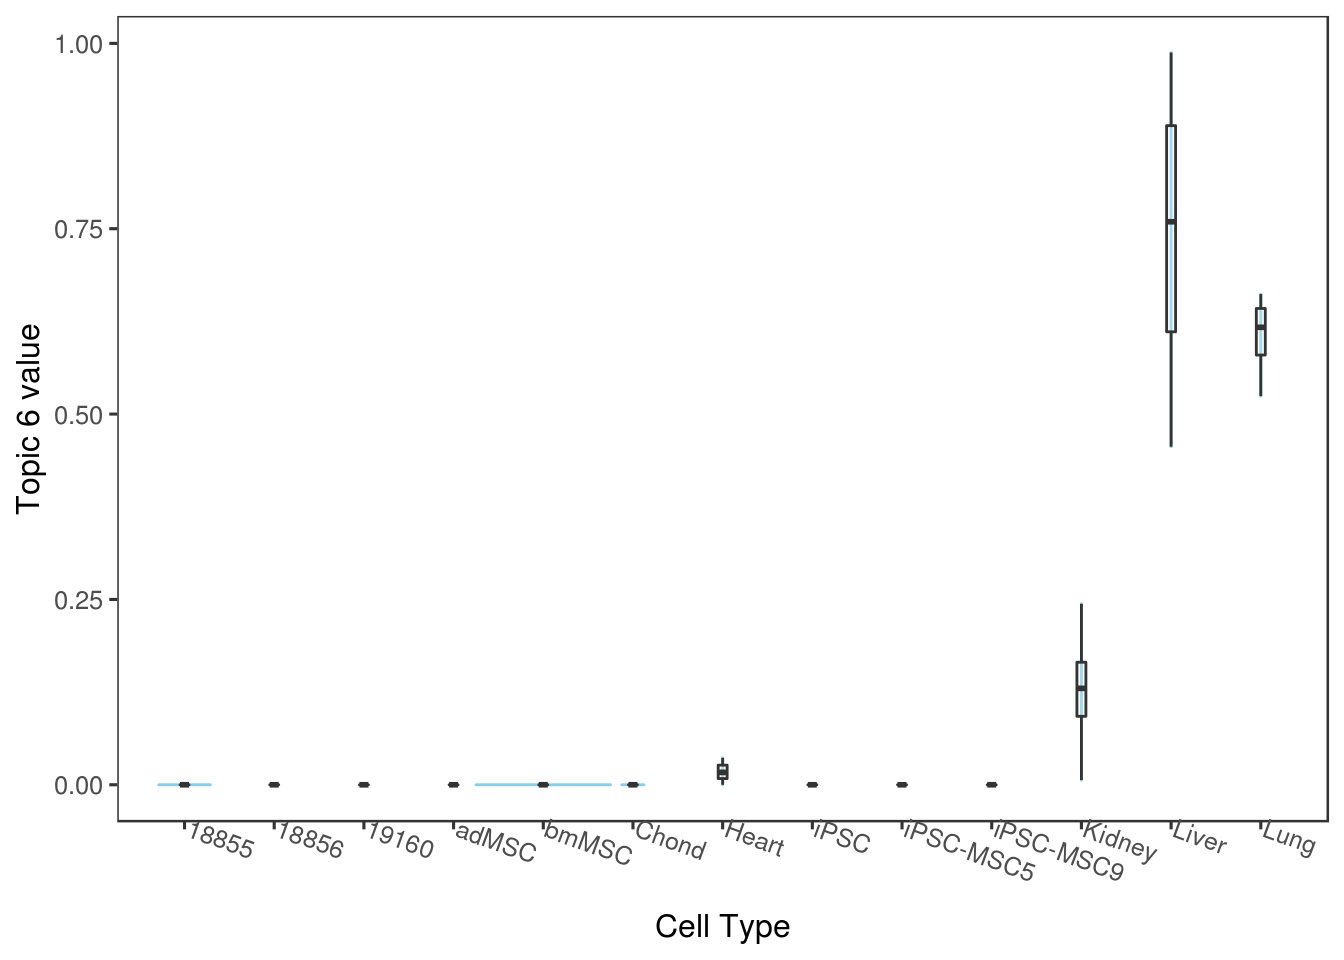 1.00
0.75
0.50
0.25
0.00
Topic 6 value
18855
18856
19160
adMSC
bmMSC
Chond
Heart
iPSC
iPSC-MSC5
iPSC-MSC9
Kidney
Liver
Lung
Cell Type